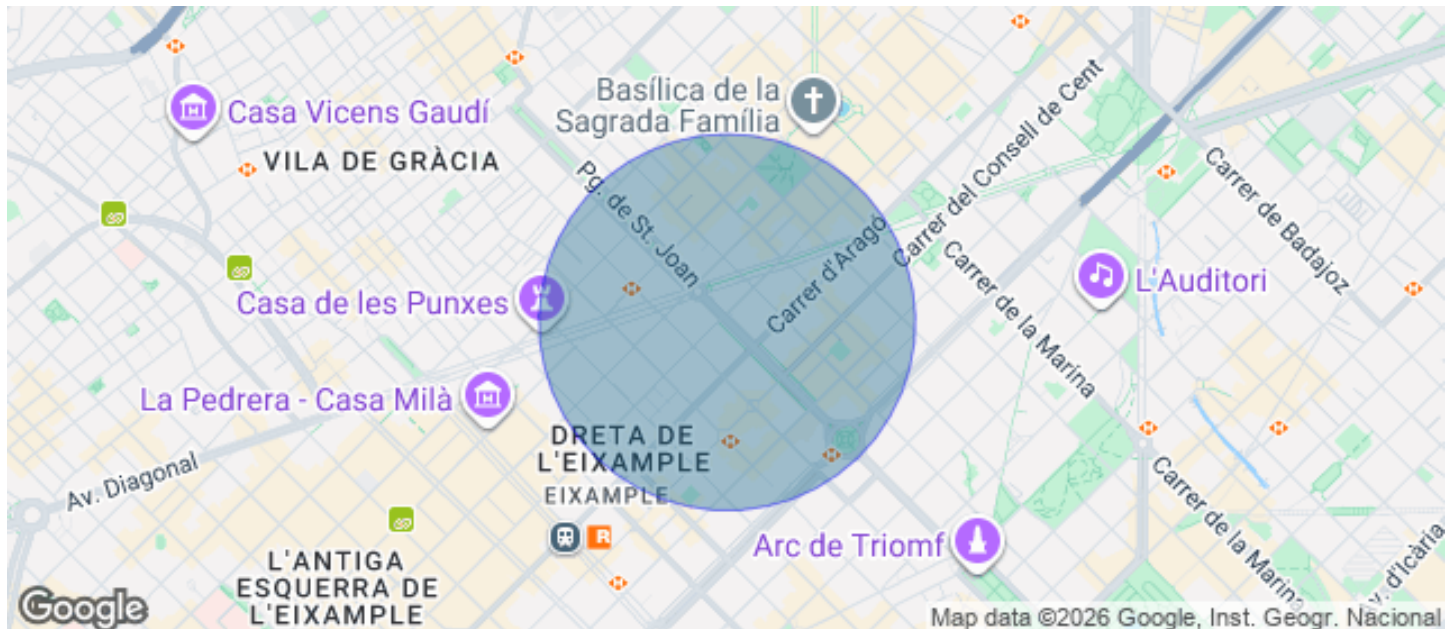 Basílica de la
Sagrada Família
Casa Vicens Gaudí
VILA DE GRÀCIA
Pg. de St. Joan
Carrer del Consell de Cent
Carrer de Badajoz
Carrer d'Aragó
Casa de les Punxes
L'Auditori
Carrer de la Marina
La Pedrera - Casa Milà
DRETA DE
L'EIXAMPLE
EIXAMPLE
Av. Diagonal
R
Arc de Triomf
Carrer de la Marina
L'ANTIGA
ESQUERRA DE
L'EIXAMPLE
v. d'Icària
Google
Map data ©2026 Google, Inst. Geogr. Nacional